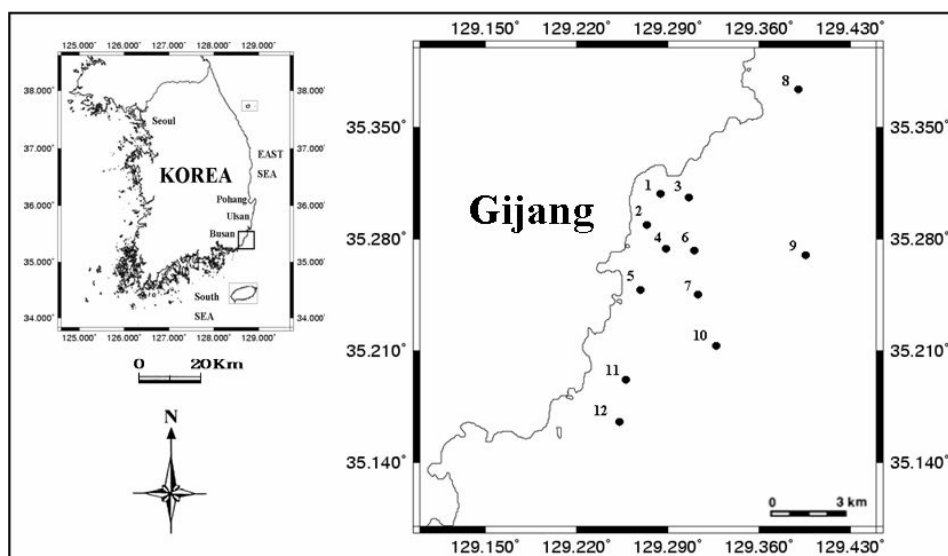 125.000° 126.000° 127.000° 128.000° 129.000°
38.000°
37.000°
36.000°
35.000°
34.000°
Seoul
KOREA
EAST
SEA
Pohang
Ulsan
Busan
South
SEA
38.000°
37.000°
36.000°
35.000°
34.000°
125.000° 126.000° 127.000° 128.000° 129.000°
0 20Km
N
129.150° 129.220° 129.290° 129.360° 129.430°
35.350°
35.280°
35.210°
35.140°
Gijang
8
1
3
2
4
6
9
5
7
10
11
12
0 3 km
35.350°
35.280°
35.210°
35.140°
129.150° 129.220° 129.290° 129.360° 129.430°